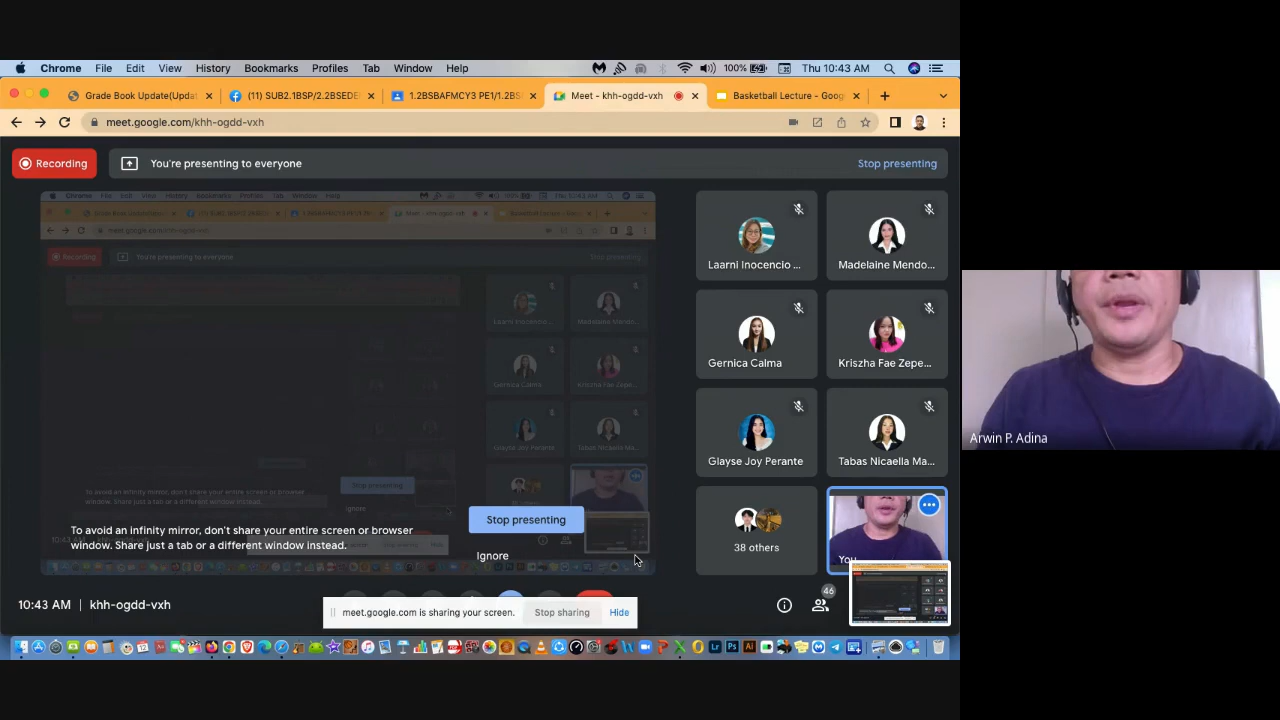 Chrome File Edit View History Bookmarks Profiles Tab Window Help 100% Thu 10:43 AM
Grade Book Update(Updat (11) SUB2.1BSP/2.2BSEDE 1.2BSBAFMCY3 PE1/1.2BS Meet - khh-ogdd-vxh Basketball Lecture - Goog
meet.google.com/khh-ogdd-vxh
Recording You're presenting to everyone Stop presenting
Laarni Inocencio ... Madelaine Mendo...
Gernica Calma Kriszha Fae Zepe...
Glayse Joy Perante Tabas Nicaella Ma...
Arwin P. Adina
To avoid an infinity mirror, don't share your entire screen or browser
window. Share just a tab or a different window instead.
Stop presenting
Ignore
38 others You
10:43 AM khh-ogdd-vxh
meet.google.com is sharing your screen. Stop sharing Hide
46